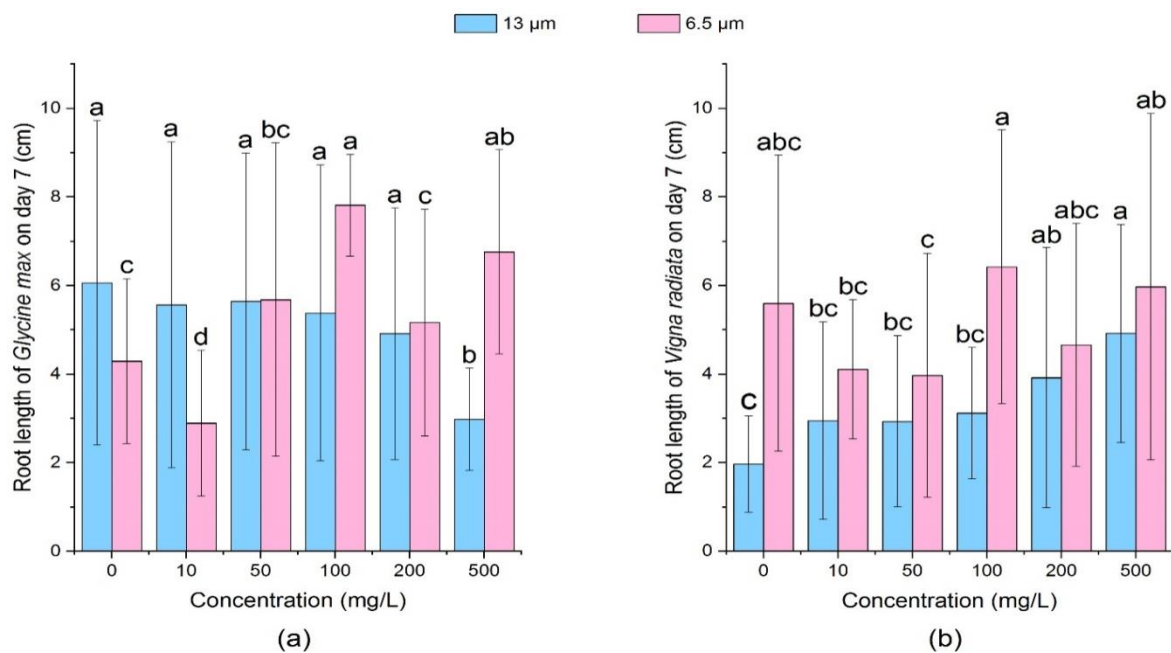 13 µm
6.5 µm
Root length of Glycine max on day 7 (cm)
10
8
6
4
2
0
a
c
a
d
a
bc
a
a
a
c
b
ab
0 10 50 100 200 500
Concentration (mg/L)
(a)
Root length of Vigna radiata on day 7 (cm)
10
8
6
4
2
0
c
abc
bc
bc
bc
c
bc
a
ab
abc
a
ab
0 10 50 100 200 500
Concentration (mg/L)
(b)